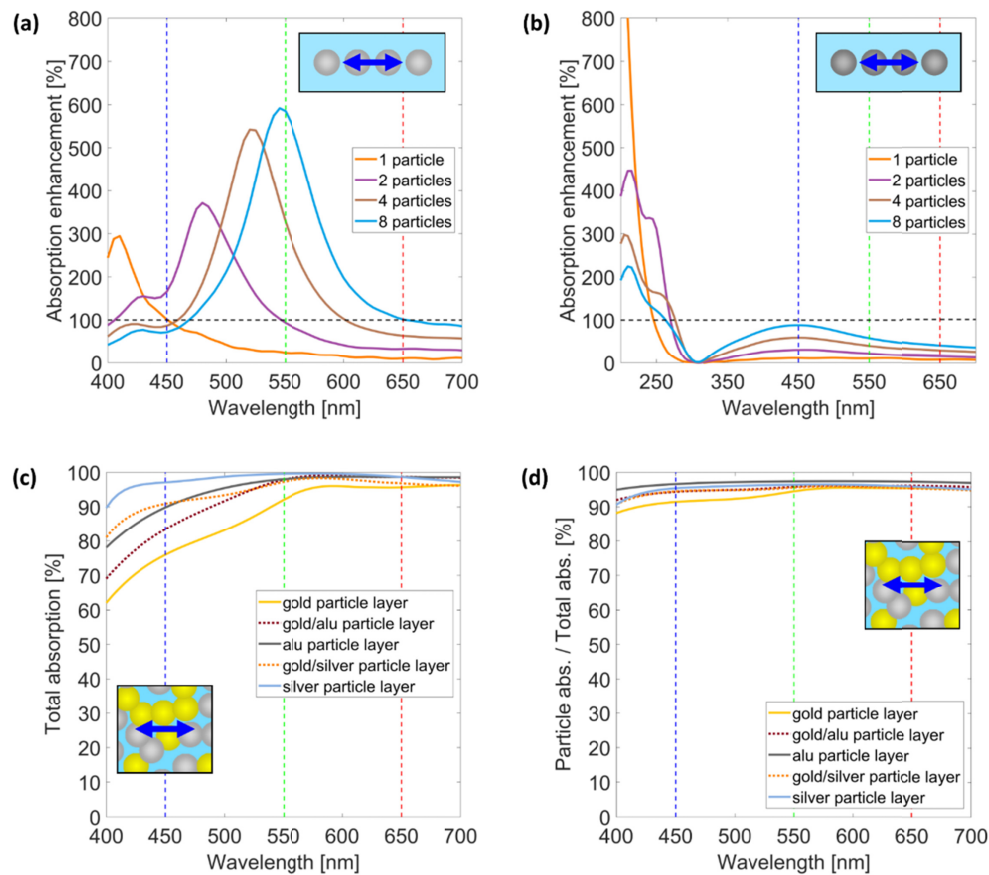 (a)
800
700
600
500
400
300
200
100
0
Absorption enhancement [%]
1 particle
2 particles
4 particles
8 particles
400 450 500 550 600 650 700
Wavelength [nm]
(b)
800
700
600
500
400
300
200
100
0
Absorption enhancement [%]
1 particle
2 particles
4 particles
8 particles
250 350 450 550 650
Wavelength [nm]
(c)
100
90
80
70
60
50
40
30
20
10
0
Total absorption [%]
gold particle layer
gold/alu particle layer
alu particle layer
gold/silver particle layer
silver particle layer
400 450 500 550 600 650 700
Wavelength [nm]
(d)
100
90
80
70
60
50
40
30
20
10
0
Particle abs. / Total abs. [%]
gold particle layer
gold/alu particle layer
alu particle layer
gold/silver particle layer
silver particle layer
400 450 500 550 600 650 700
Wavelength [nm]